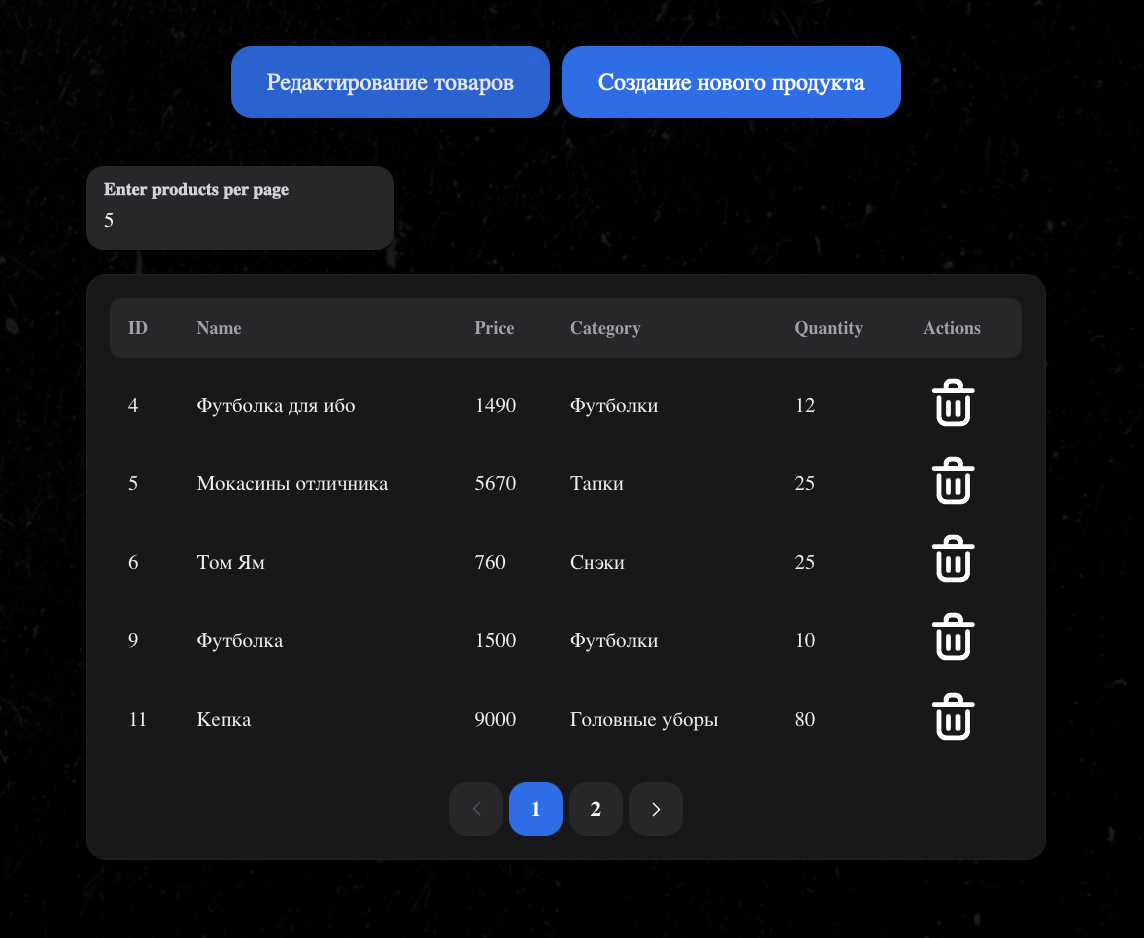 Редактирование товаров Создание нового продукта
Enter products per page
5
ID Name Price Category Quantity Actions
4 Футболка для ибо 1490 Футболки 12
5 Мокасины отличника 5670 Тапки 25
6 Том Ям 760 Снэки 25
9 Футболка 1500 Футболки 10
11 Кепка 9000 Головные уборы 80
1 2